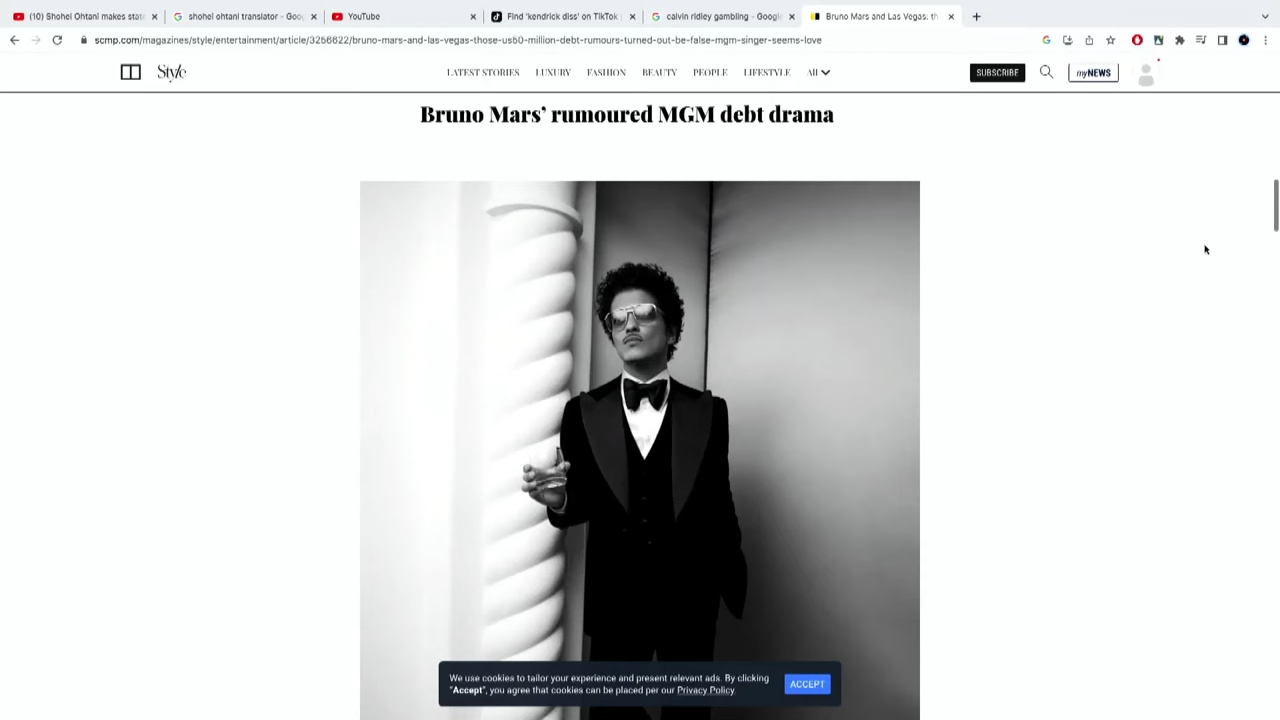 (10) Shohei Ohtani makes state
shohei ohtani translator - Goog
YouTube
Find 'kendrick diss' on TikTok
calvin ridley gambling - Google
Bruno Mars and Las Vegas: th
scmp.com/magazines/style/entertainment/article/3256622/bruno-mars-and-las-vegas-those-us50-million-debt-rumours-turned-out-be-false-mgm-singer-seems-love
Style
LATEST STORIES LUXURY FASHION BEAUTY PEOPLE LIFESTYLE All
SUBSCRIBE
myNEWS
Bruno Mars’ rumoured MGM debt drama
We use cookies to tailor your experience and present relevant ads. By clicking
“Accept”, you agree that cookies can be placed per our Privacy Policy
ACCEPT